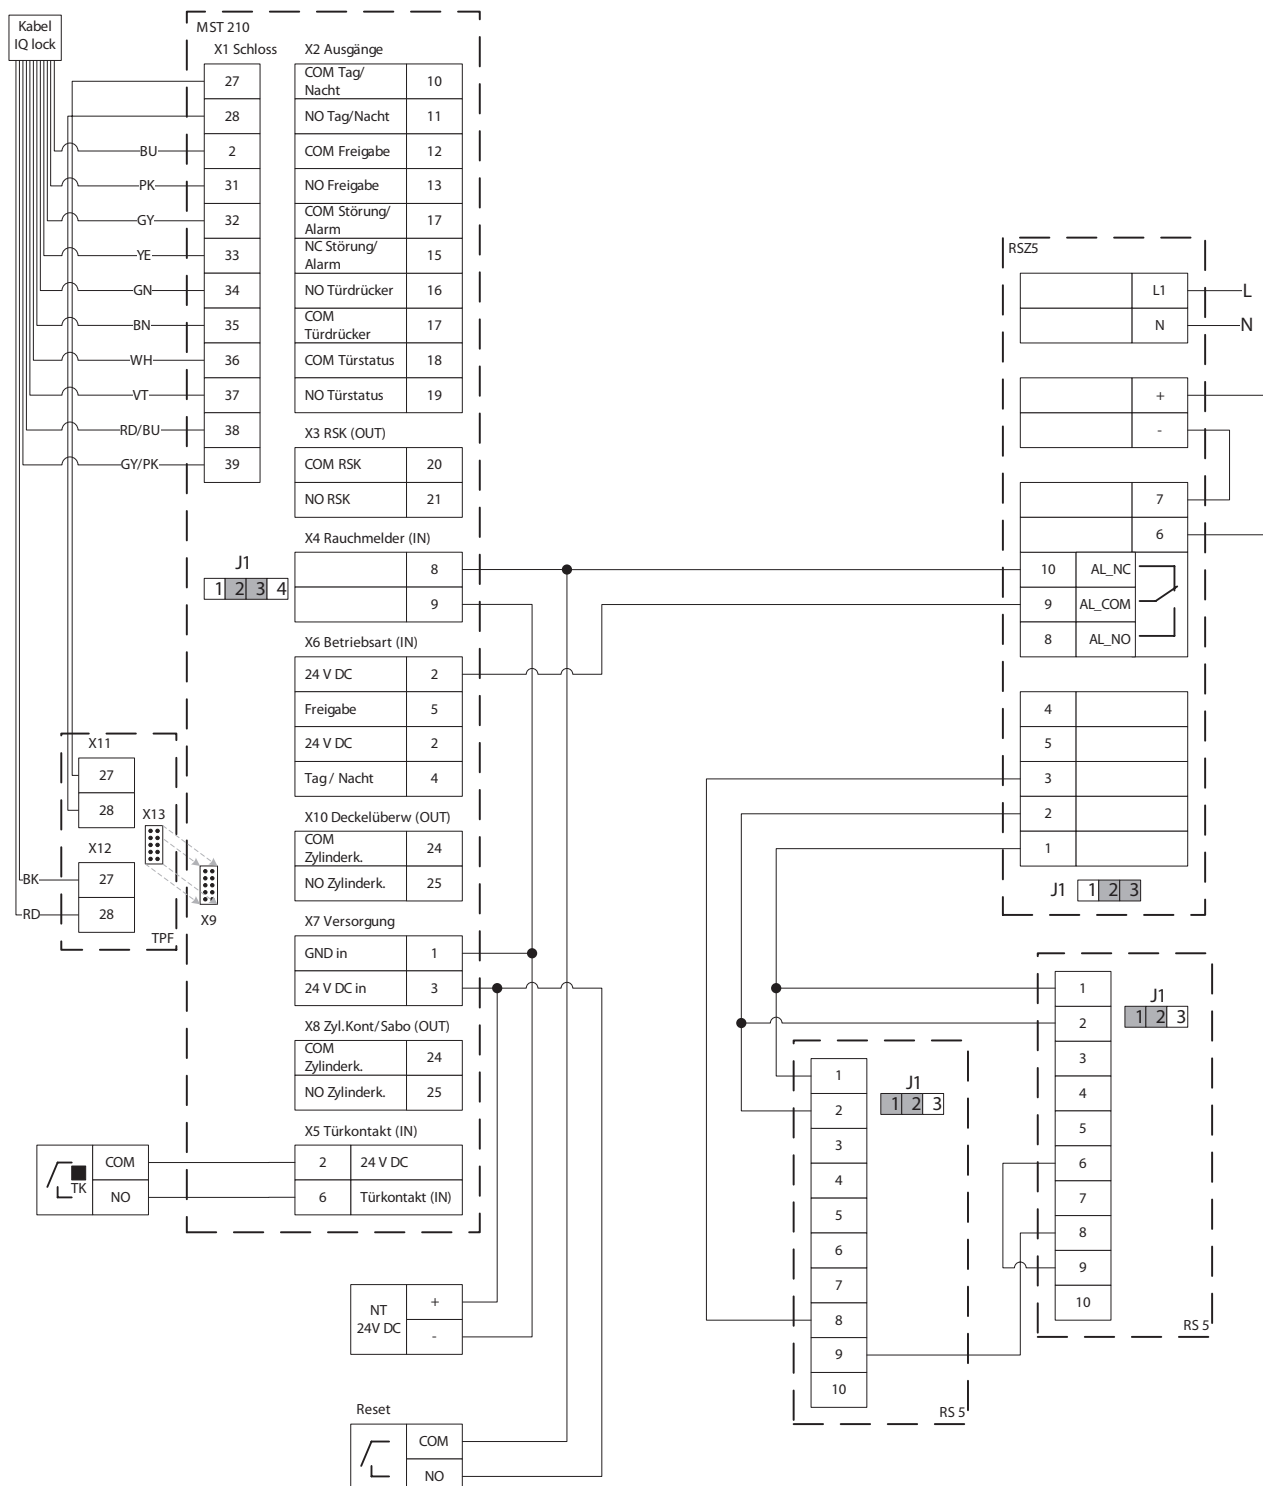 Kabel
IQ lock
MST 210
X1 Schloss
27
28
BU 2
PK 31
GY 32
YE 33
GN 34
BN 35
WH 36
VT 37
RD/BU 38
GY/PK 39
X2 Ausgänge
COM Tag/
Nacht 10
NO Tag/Nacht 11
COM Freigabe 12
NO Freigabe 13
COM Störung/
Alarm 17
NC Störung/
Alarm 15
NO Türdrücker 16
COM
Türdrücker 17
COM Türstatus 18
NO Türstatus 19
X3 RSK (OUT)
COM RSK 20
NO RSK 21
X4 Rauchmelder (IN)
8
9
J1
1 2 3 4
X6 Betriebsart (IN)
24 V DC 2
Freigabe 5
24 V DC 2
Tag / Nacht 4
X10 Deckelüberw (OUT)
COM
Zylinderk. 24
NO Zylinderk. 25
X7 Versorgung
GND in 1
24 V DC in 3
X8 Zyl.Kont/Sabo (OUT)
COM
Zylinderk. 24
NO Zylinderk. 25
X5 Türkontakt (IN)
2 24 V DC
6 Türkontakt (IN)
X11
27
28
X13
X12
BK 27
RD 28
X9
TPF
TK
COM
NO
NT
24V DC
+
-
Reset
COM
NO
RSZ5
L1 L
N N
+
-
7
6
10 AL_NC
9 AL_COM
8 AL_NO
4
5
3
2
1
J1 1 2 3
1
2
3
4
5
6
7
8
9
10
J1
1 2 3
RS 5
1
2
3
4
5
6
7
8
9
10
J1
1 2 3
RS 5